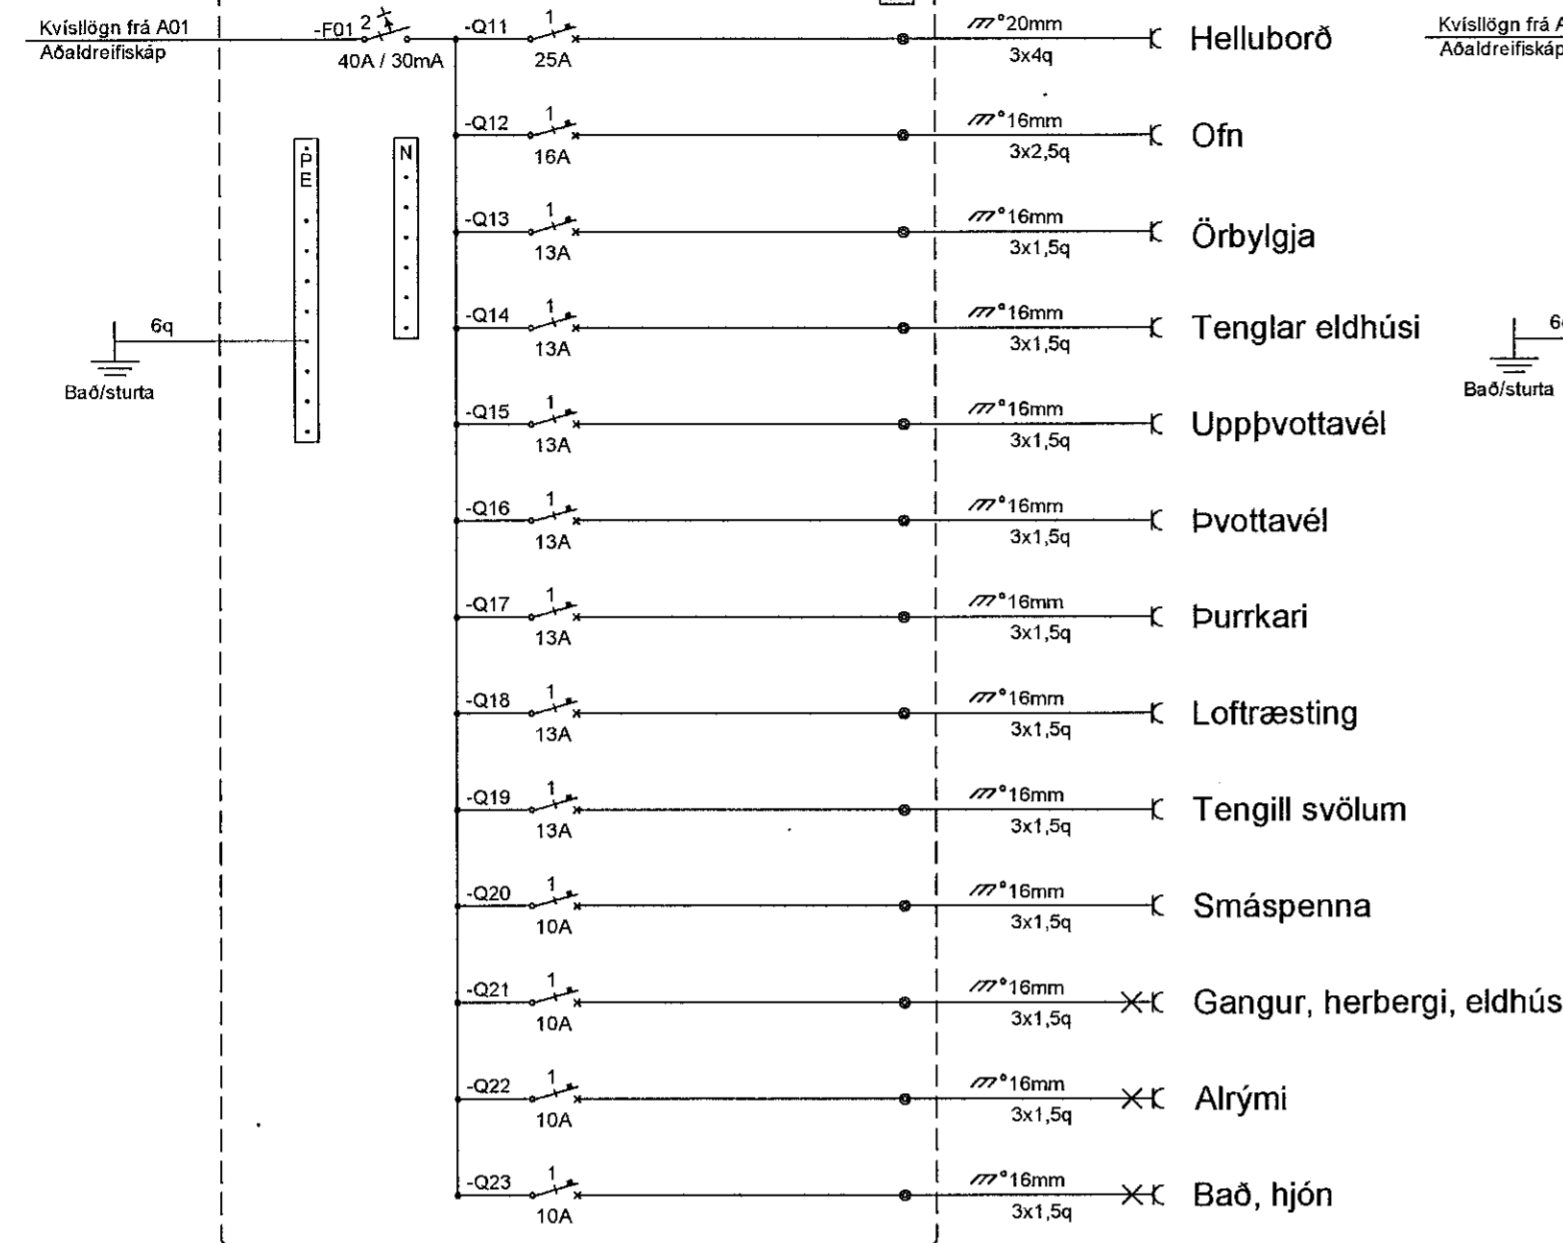 Kvísllögn frá A01
Aðaldreifiskáp
-F01 2
40A / 30mA
-Q11 1
25A
20mm
3x4q
Helluborð
Kvísllögn frá
Aðaldreifiskáp
-Q12 1
16A
16mm
3x2,5q
Ofn
PE
N
-Q13 1
13A
16mm
3x1,5q
Örbylgja
-Q14 1
13A
16mm
3x1,5q
Tenglar eldhúsi
6q
Bað/sturta
Bað/sturta
-Q15 1
13A
16mm
3x1,5q
Uppþvottavél
-Q16 1
13A
16mm
3x1,5q
Þvottavél
-Q17 1
13A
16mm
3x1,5q
Þurrkari
-Q18 1
13A
16mm
3x1,5q
Loftræsting
-Q19 1
13A
16mm
3x1,5q
Tengill svölum
-Q20 1
10A
16mm
3x1,5q
Smáspenna
-Q21 1
10A
16mm
3x1,5q
Gangur, herbergi, eldhús
-Q22 1
10A
16mm
3x1,5q
Alrými
-Q23 1
10A
16mm
3x1,5q
Bað, hjón